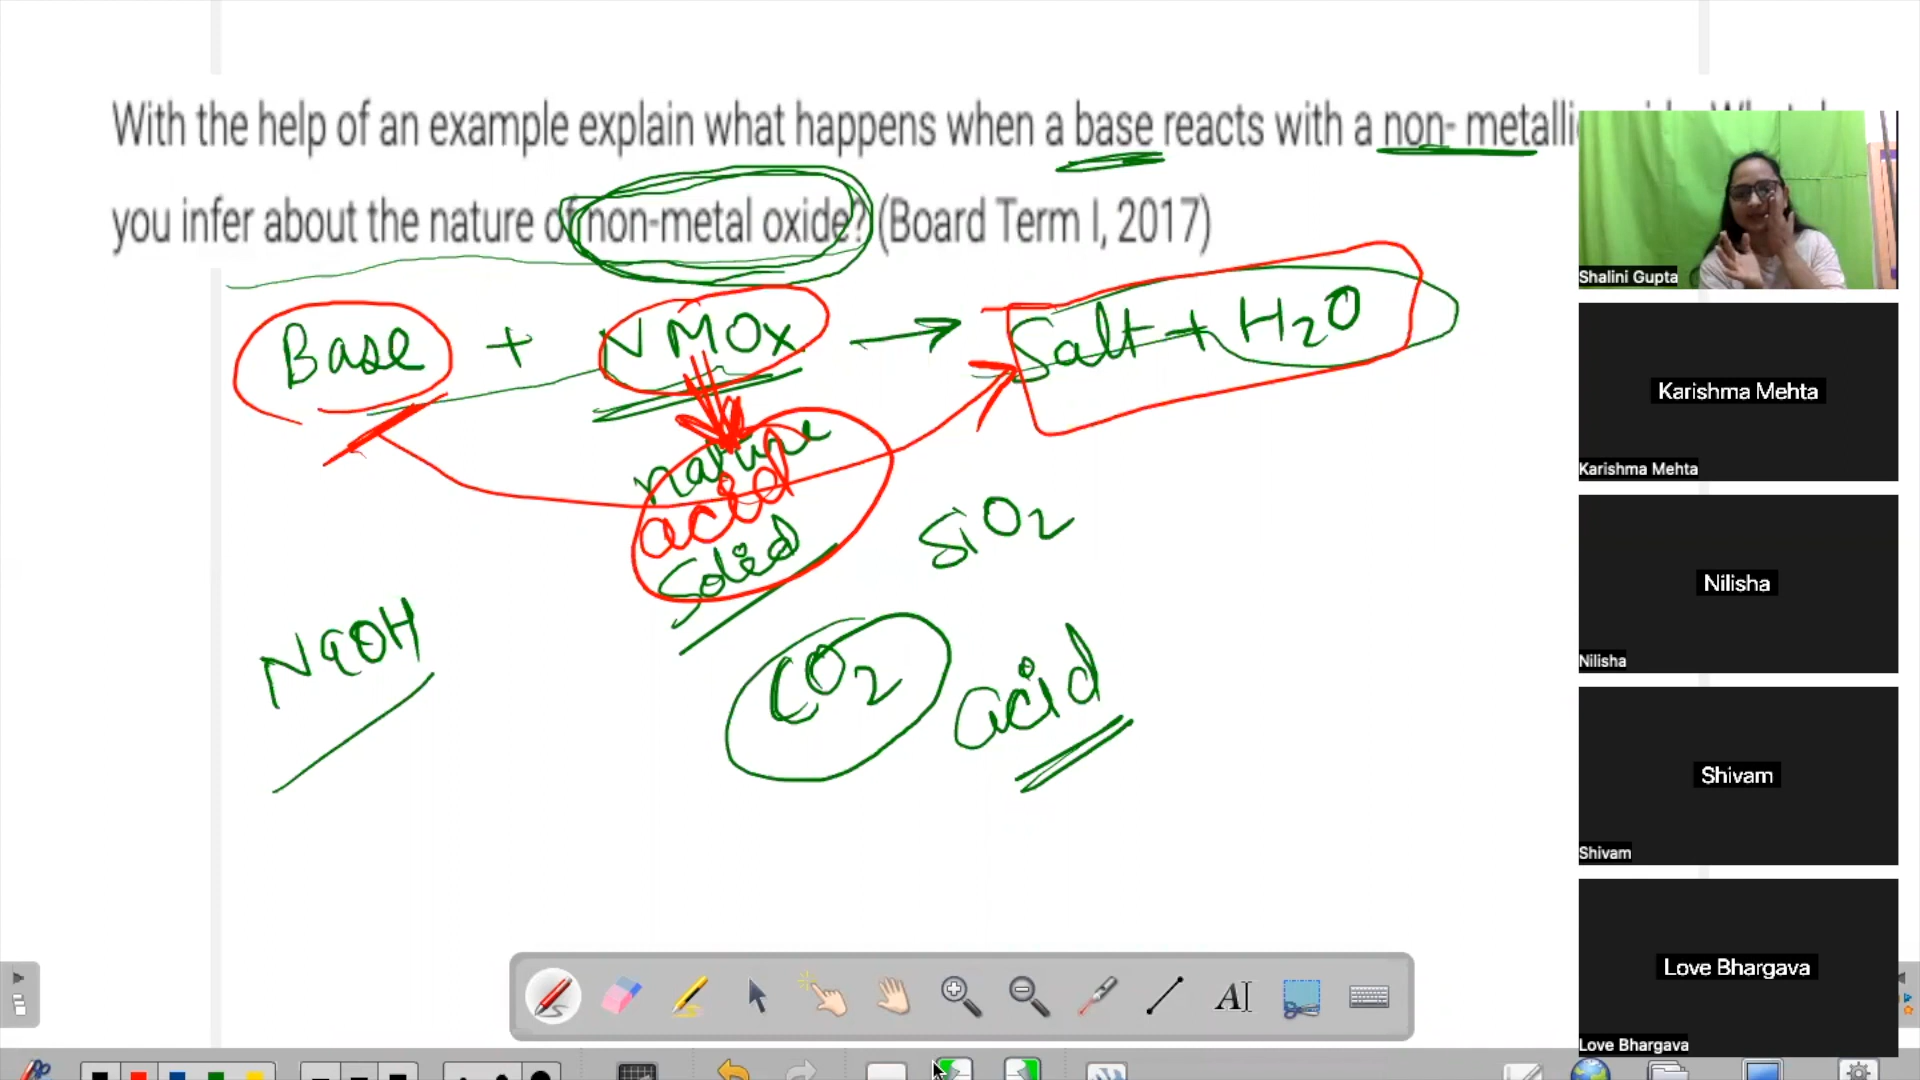 With the help of an example explain what happens when a base reacts with a non- metalli
you infer about the nature of non-metal oxide? (Board Term I, 2017)
Base + NMOx → Salt + H2O
nature
acid
solid
SiO2
NaOH
CO2 acid
Shalini Gupta
Karishma Mehta
Karishma Mehta
Nilisha
Nilisha
Shivam
Shivam
Love Bhargava
Love Bhargava